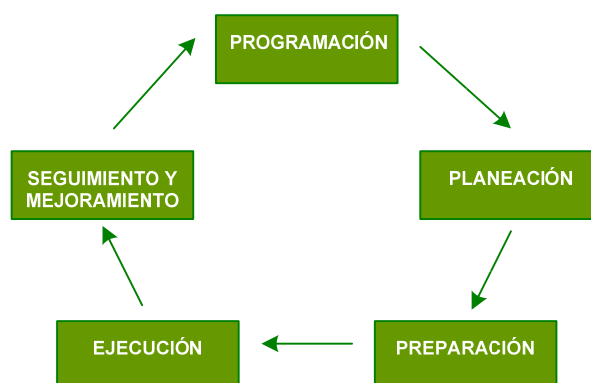 PROGRAMACIÓN
PLANEACIÓN
PREPARACIÓN
EJECUCIÓN
SEGUIMIENTO Y
MEJORAMIENTO